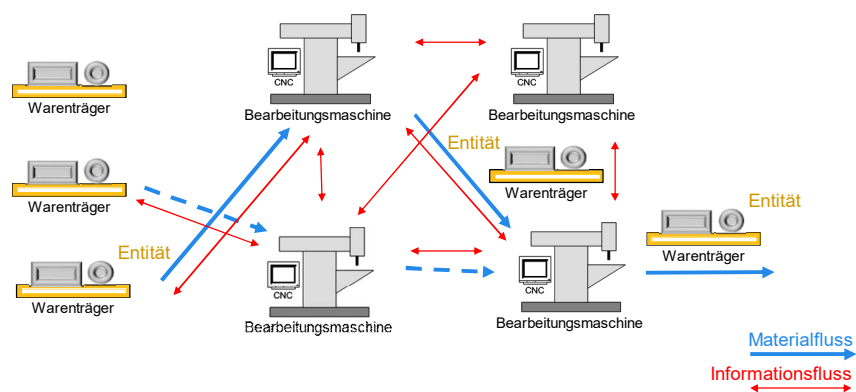 CNC
CNC
Bearbeitungsmaschine
Bearbeitungsmaschine
Warenträger
Entität
Warenträger
Warenträger
Entität
Entität
Warenträger
CNC
CNC
Warenträger
Bearbeitungsmaschine
Bearbeitungsmaschine
Materialfluss
Informationsfluss